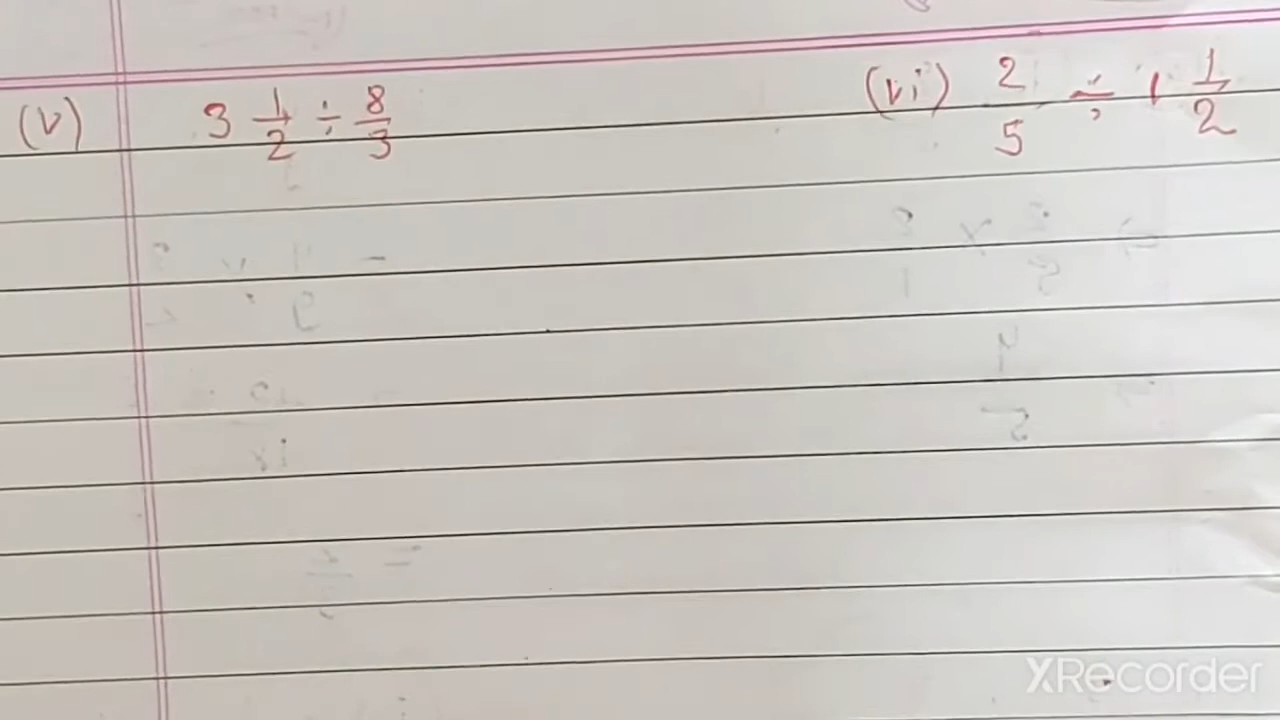 (v) 3 1/2 ÷ 8/3
(vi) 2/5 ÷ 1 1/2
XRecorder